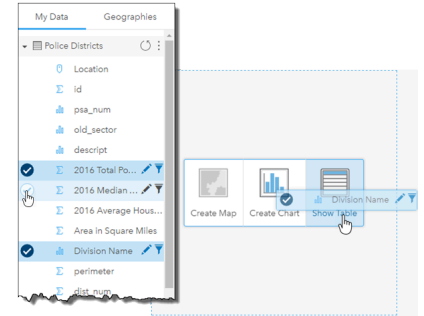 My Data Geographies
Police Districts
Location
id
psa_num
old_sector
descript
2016 Total Po...
2016 Median ...
2016 Average Hous...
Area in Square Miles
Division Name
perimeter
dist_num
Create Map Create Chart Show Table
Division Name